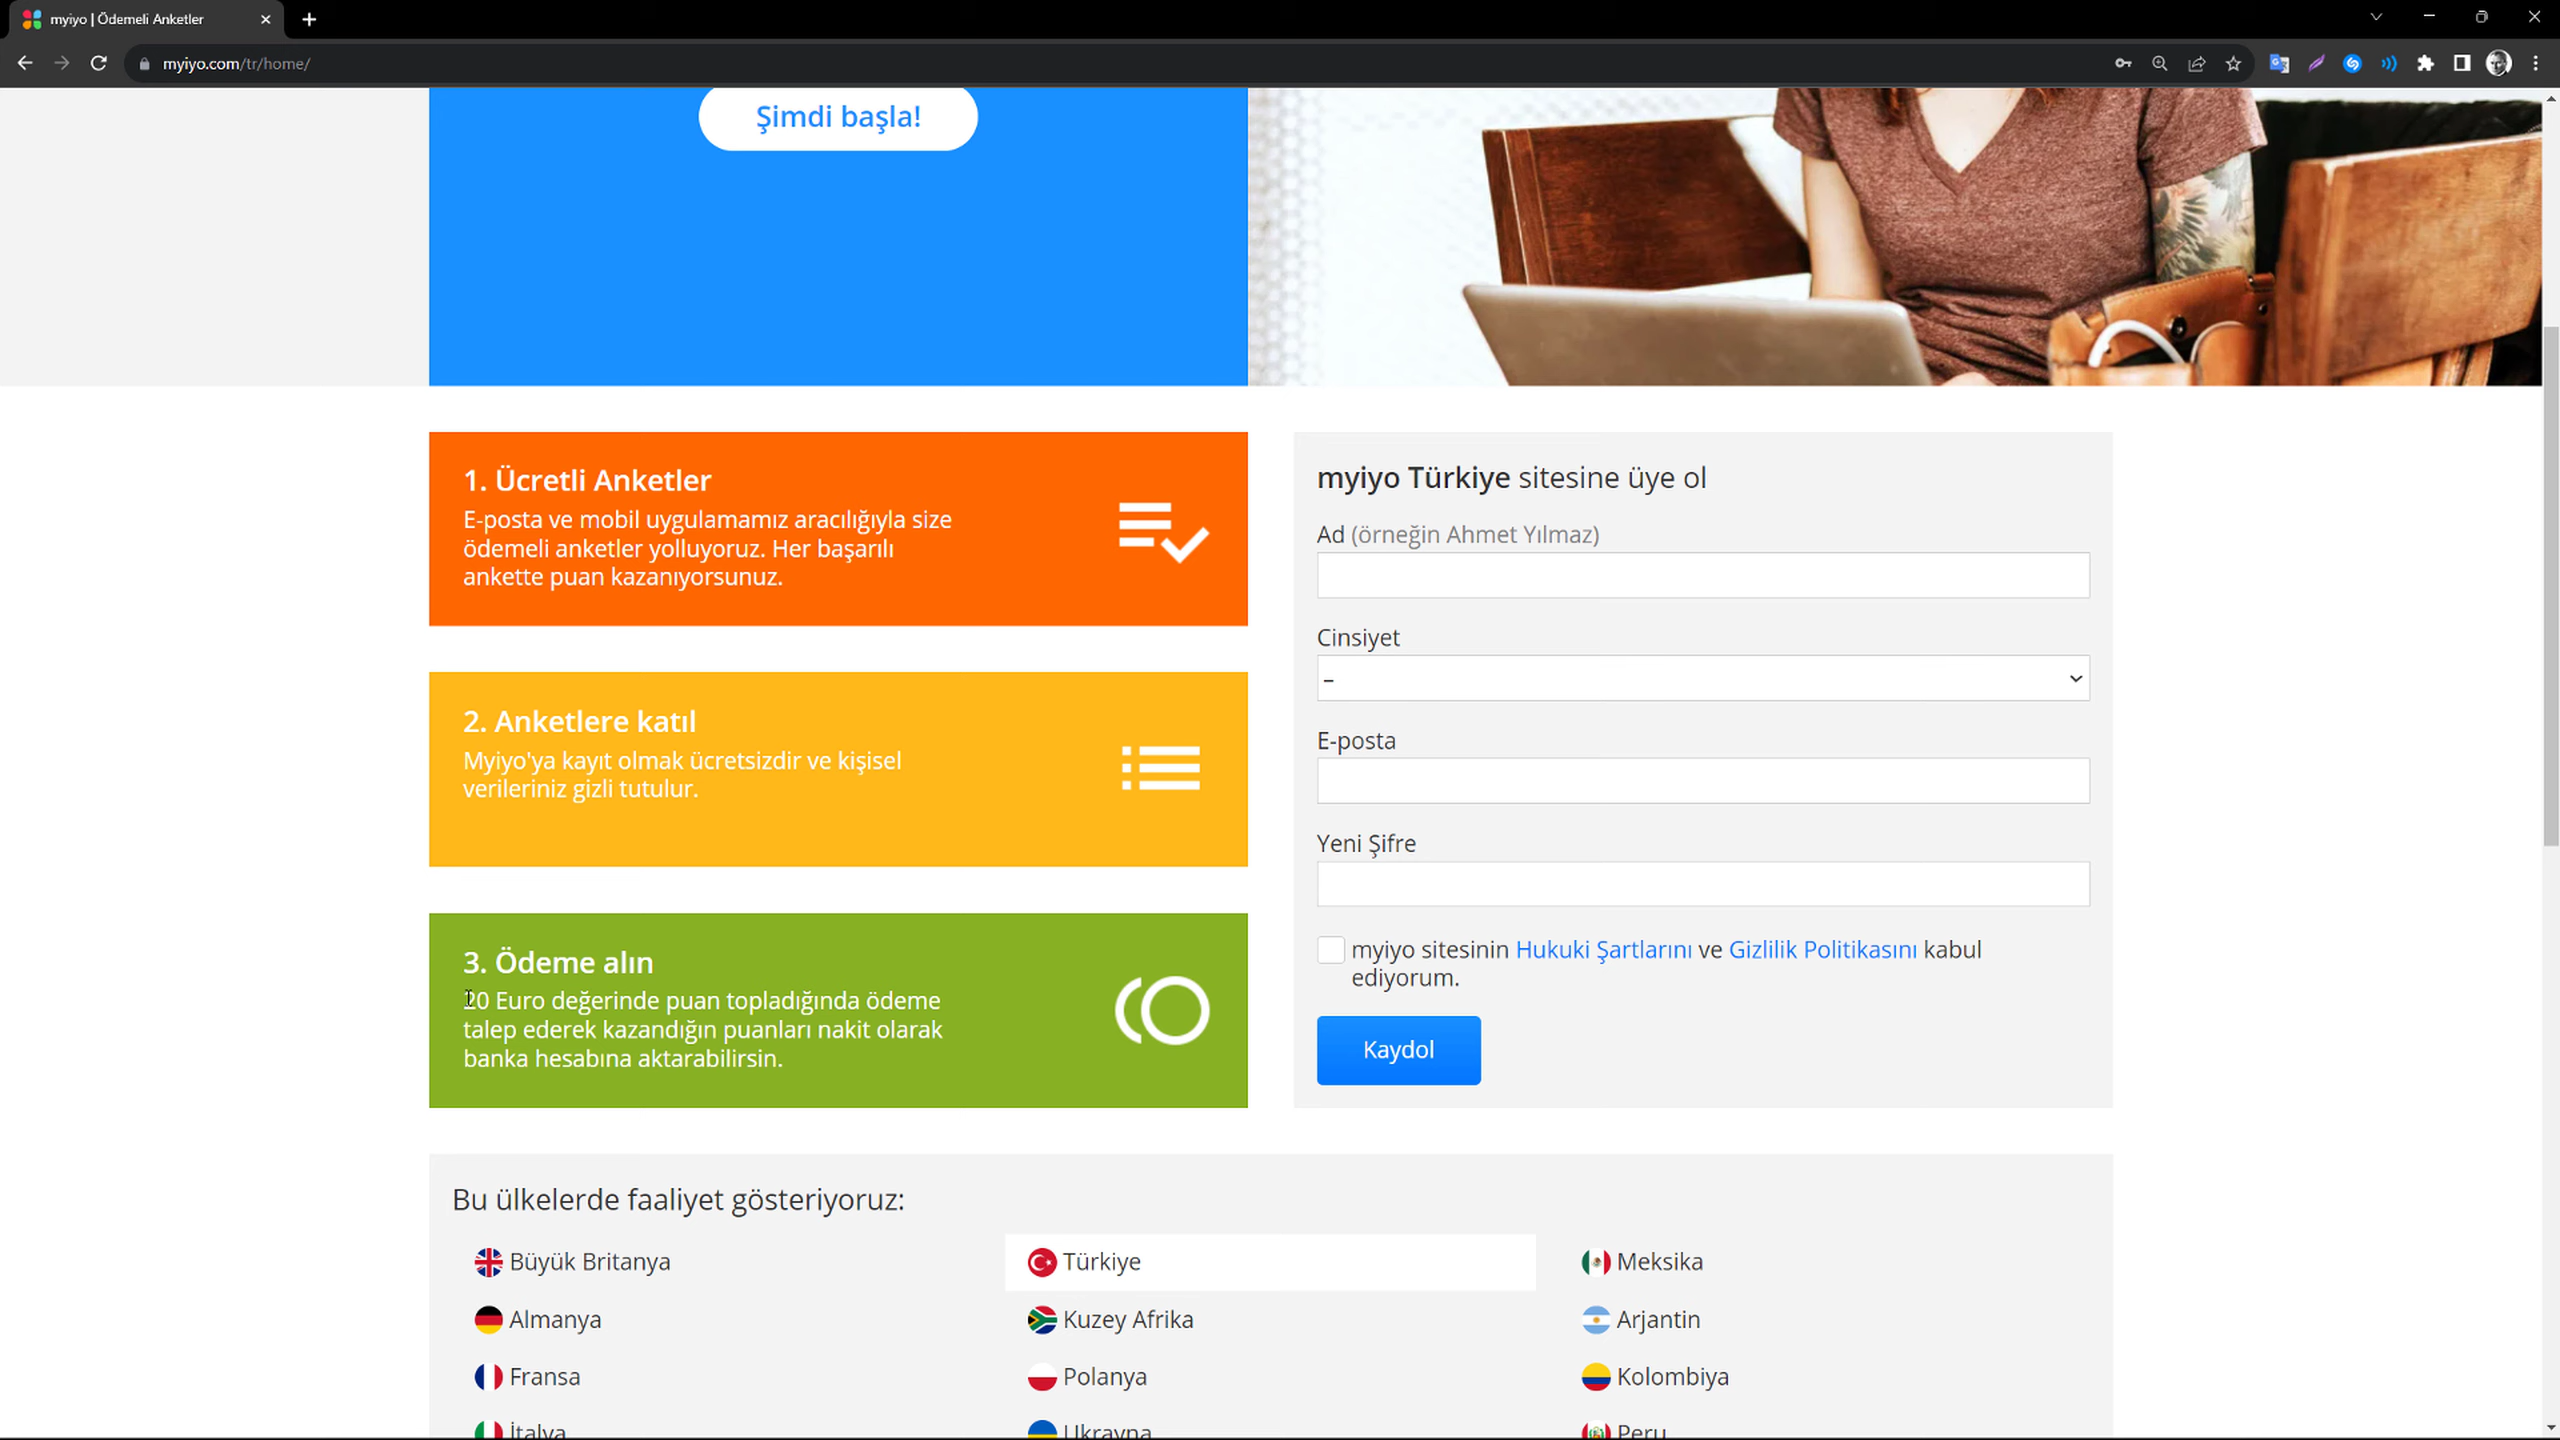 myiyo | Ödemeli Anketler
myiyo.com/tr/home/
Şimdi başla!
1. Ücretli Anketler
E-posta ve mobil uygulamamız aracılığıyla size
ödemeli anketler yolluyoruz. Her başarılı
ankette puan kazanıyorsunuz.
2. Anketlere katıl
Myiyo'ya kayıt olmak ücretsizdir ve kişisel
verileriniz gizli tutulur.
3. Ödeme alın
20 Euro değerinde puan topladığında ödeme
talep ederek kazandığın puanları nakit olarak
banka hesabına aktarabilirsin.
myiyo Türkiye sitesine üye ol
Ad (örneğin Ahmet Yılmaz)
Cinsiyet
–
E-posta
Yeni Şifre
myiyo sitesinin Hukuki Şartlarını ve Gizlilik Politikasını kabul
ediyorum.
Kaydol
Bu ülkelerde faaliyet gösteriyoruz:
Büyük Britanya
Türkiye
Meksika
Almanya
Kuzey Afrika
Arjantin
Fransa
Polanya
Kolombiya
İtalya
Ukrayna
Peru